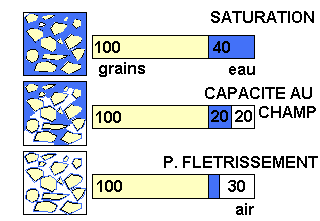 SATURATION
100 40
grains eau
CAPACITE AU
CHAMP
100 20 20
P. FLETRISSEMENT
100 30
air